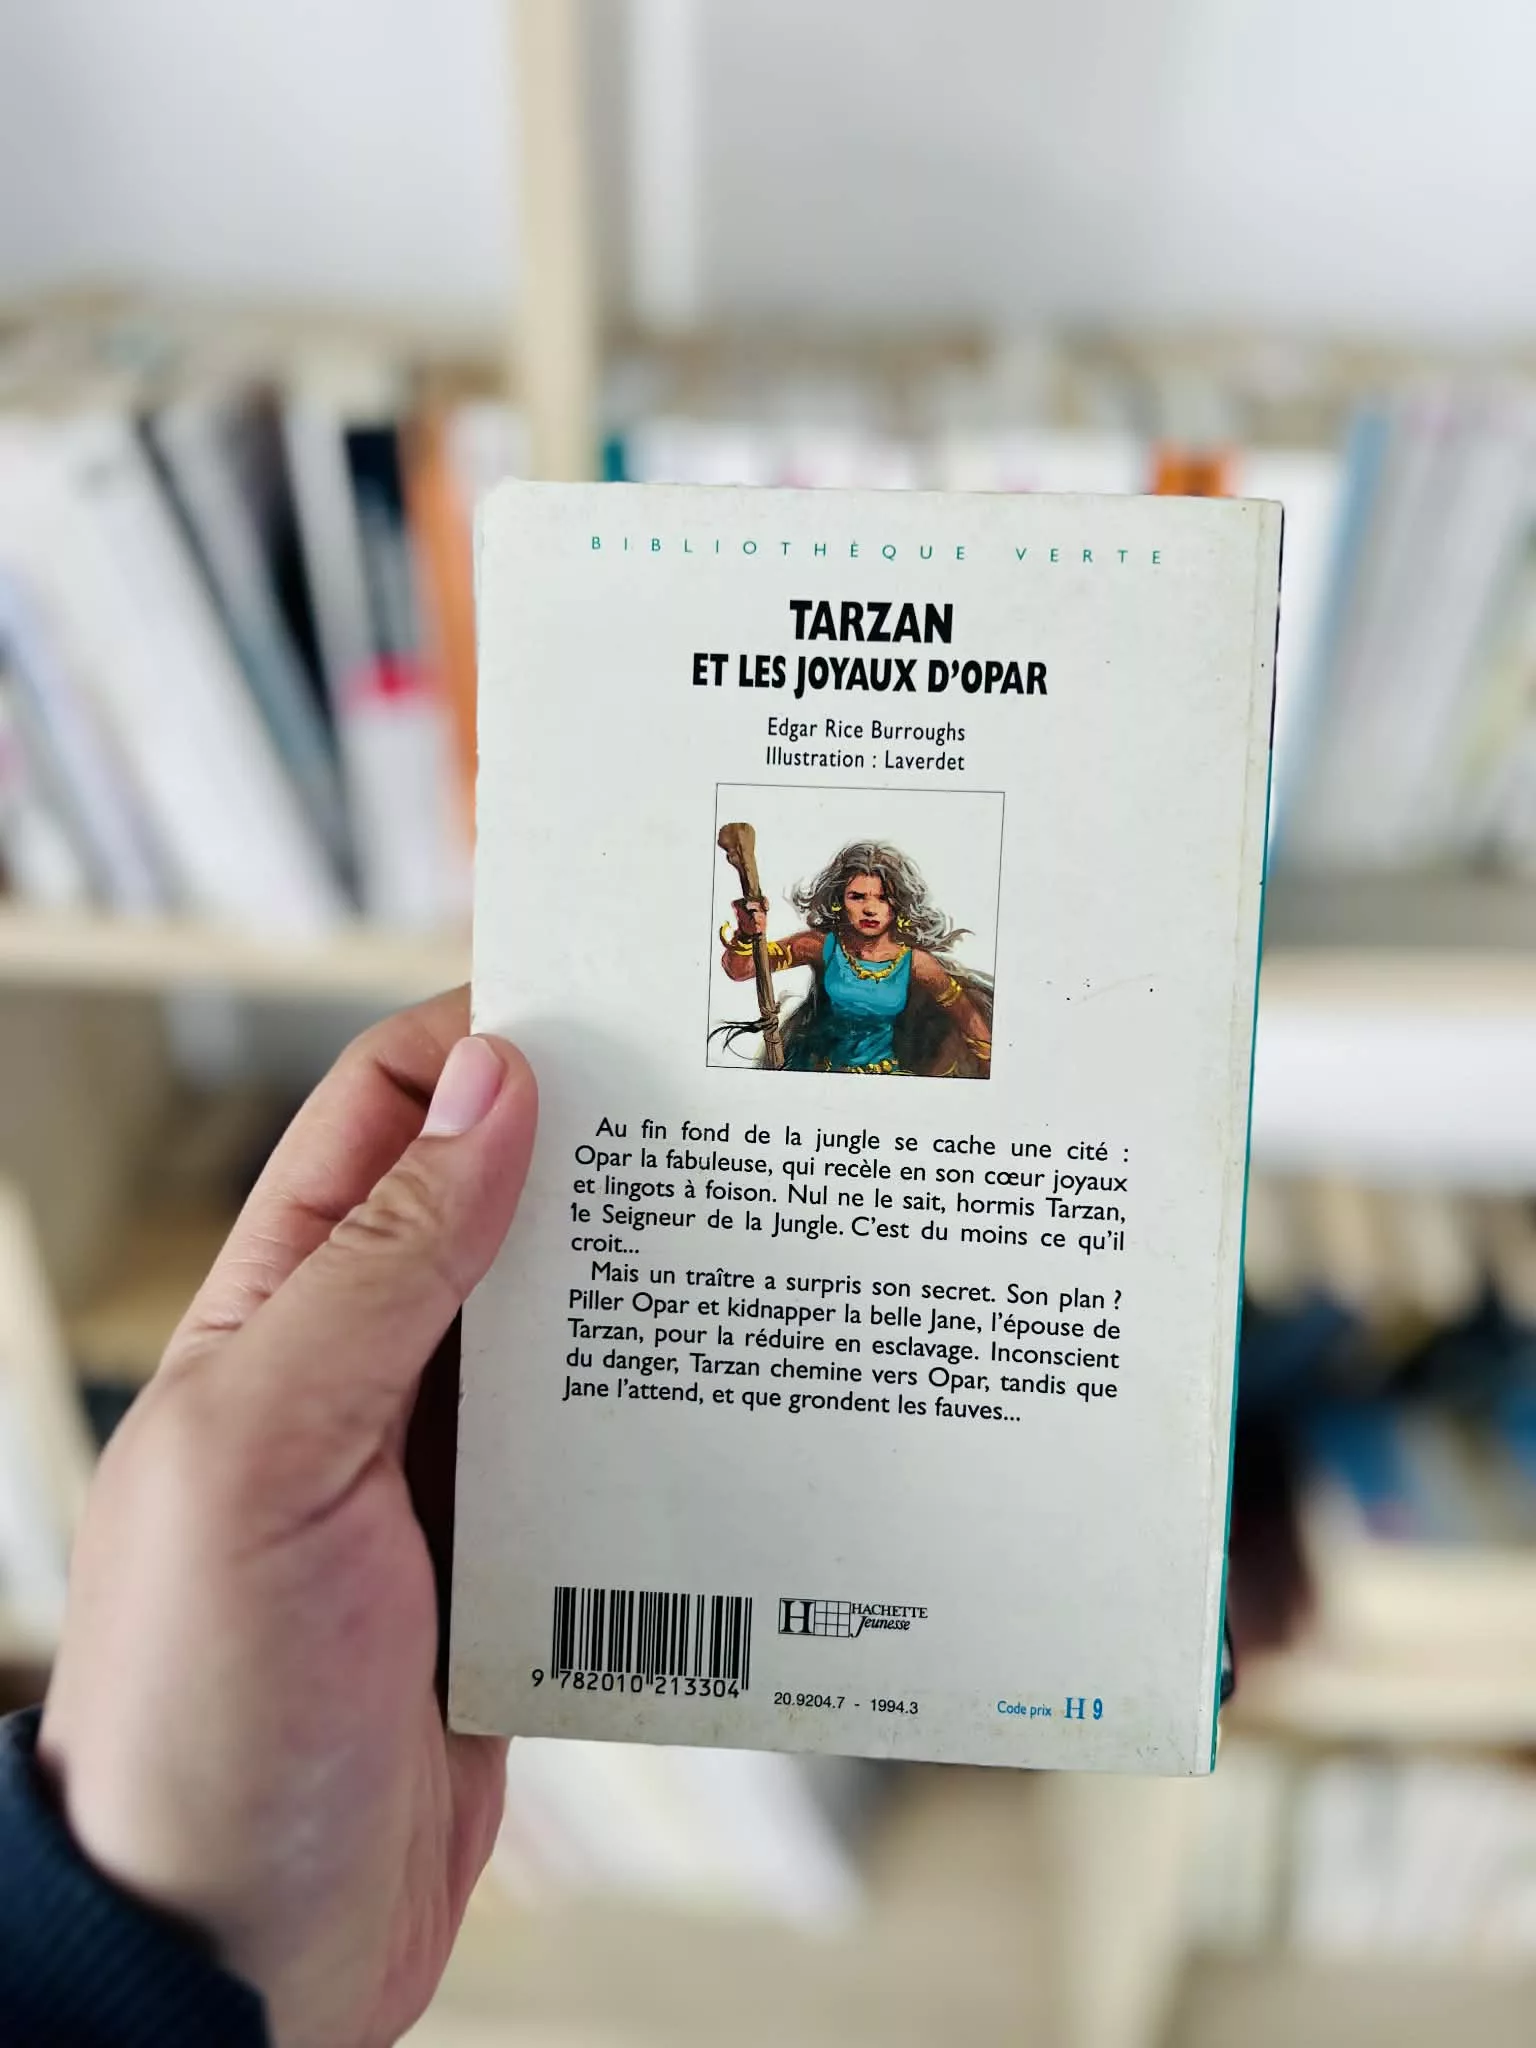 BIBLIOTHÈQUE VERTE
TARZAN
ET LES JOYAUX D'OPAR
Edgar Rice Burroughs
Illustration : Laverdet
Au fin fond de la jungle se cache une cité :
Opar la fabuleuse, qui recèle en son cœur joyaux
et lingots à foison. Nul ne le sait, hormis Tarzan,
le Seigneur de la Jungle. C'est du moins ce qu'il
croit...
Mais un traître a surpris son secret. Son plan ?
Piller Opar et kidnapper la belle Jane, l'épouse de
Tarzan, pour la réduire en esclavage. Inconscient
du danger, Tarzan chemine vers Opar, tandis que
Jane l'attend, et que grondent les fauves...
H HACHETTE
Jeunesse
9 782010 213304
20.9204.7 - 1994.3
Code prix H 9